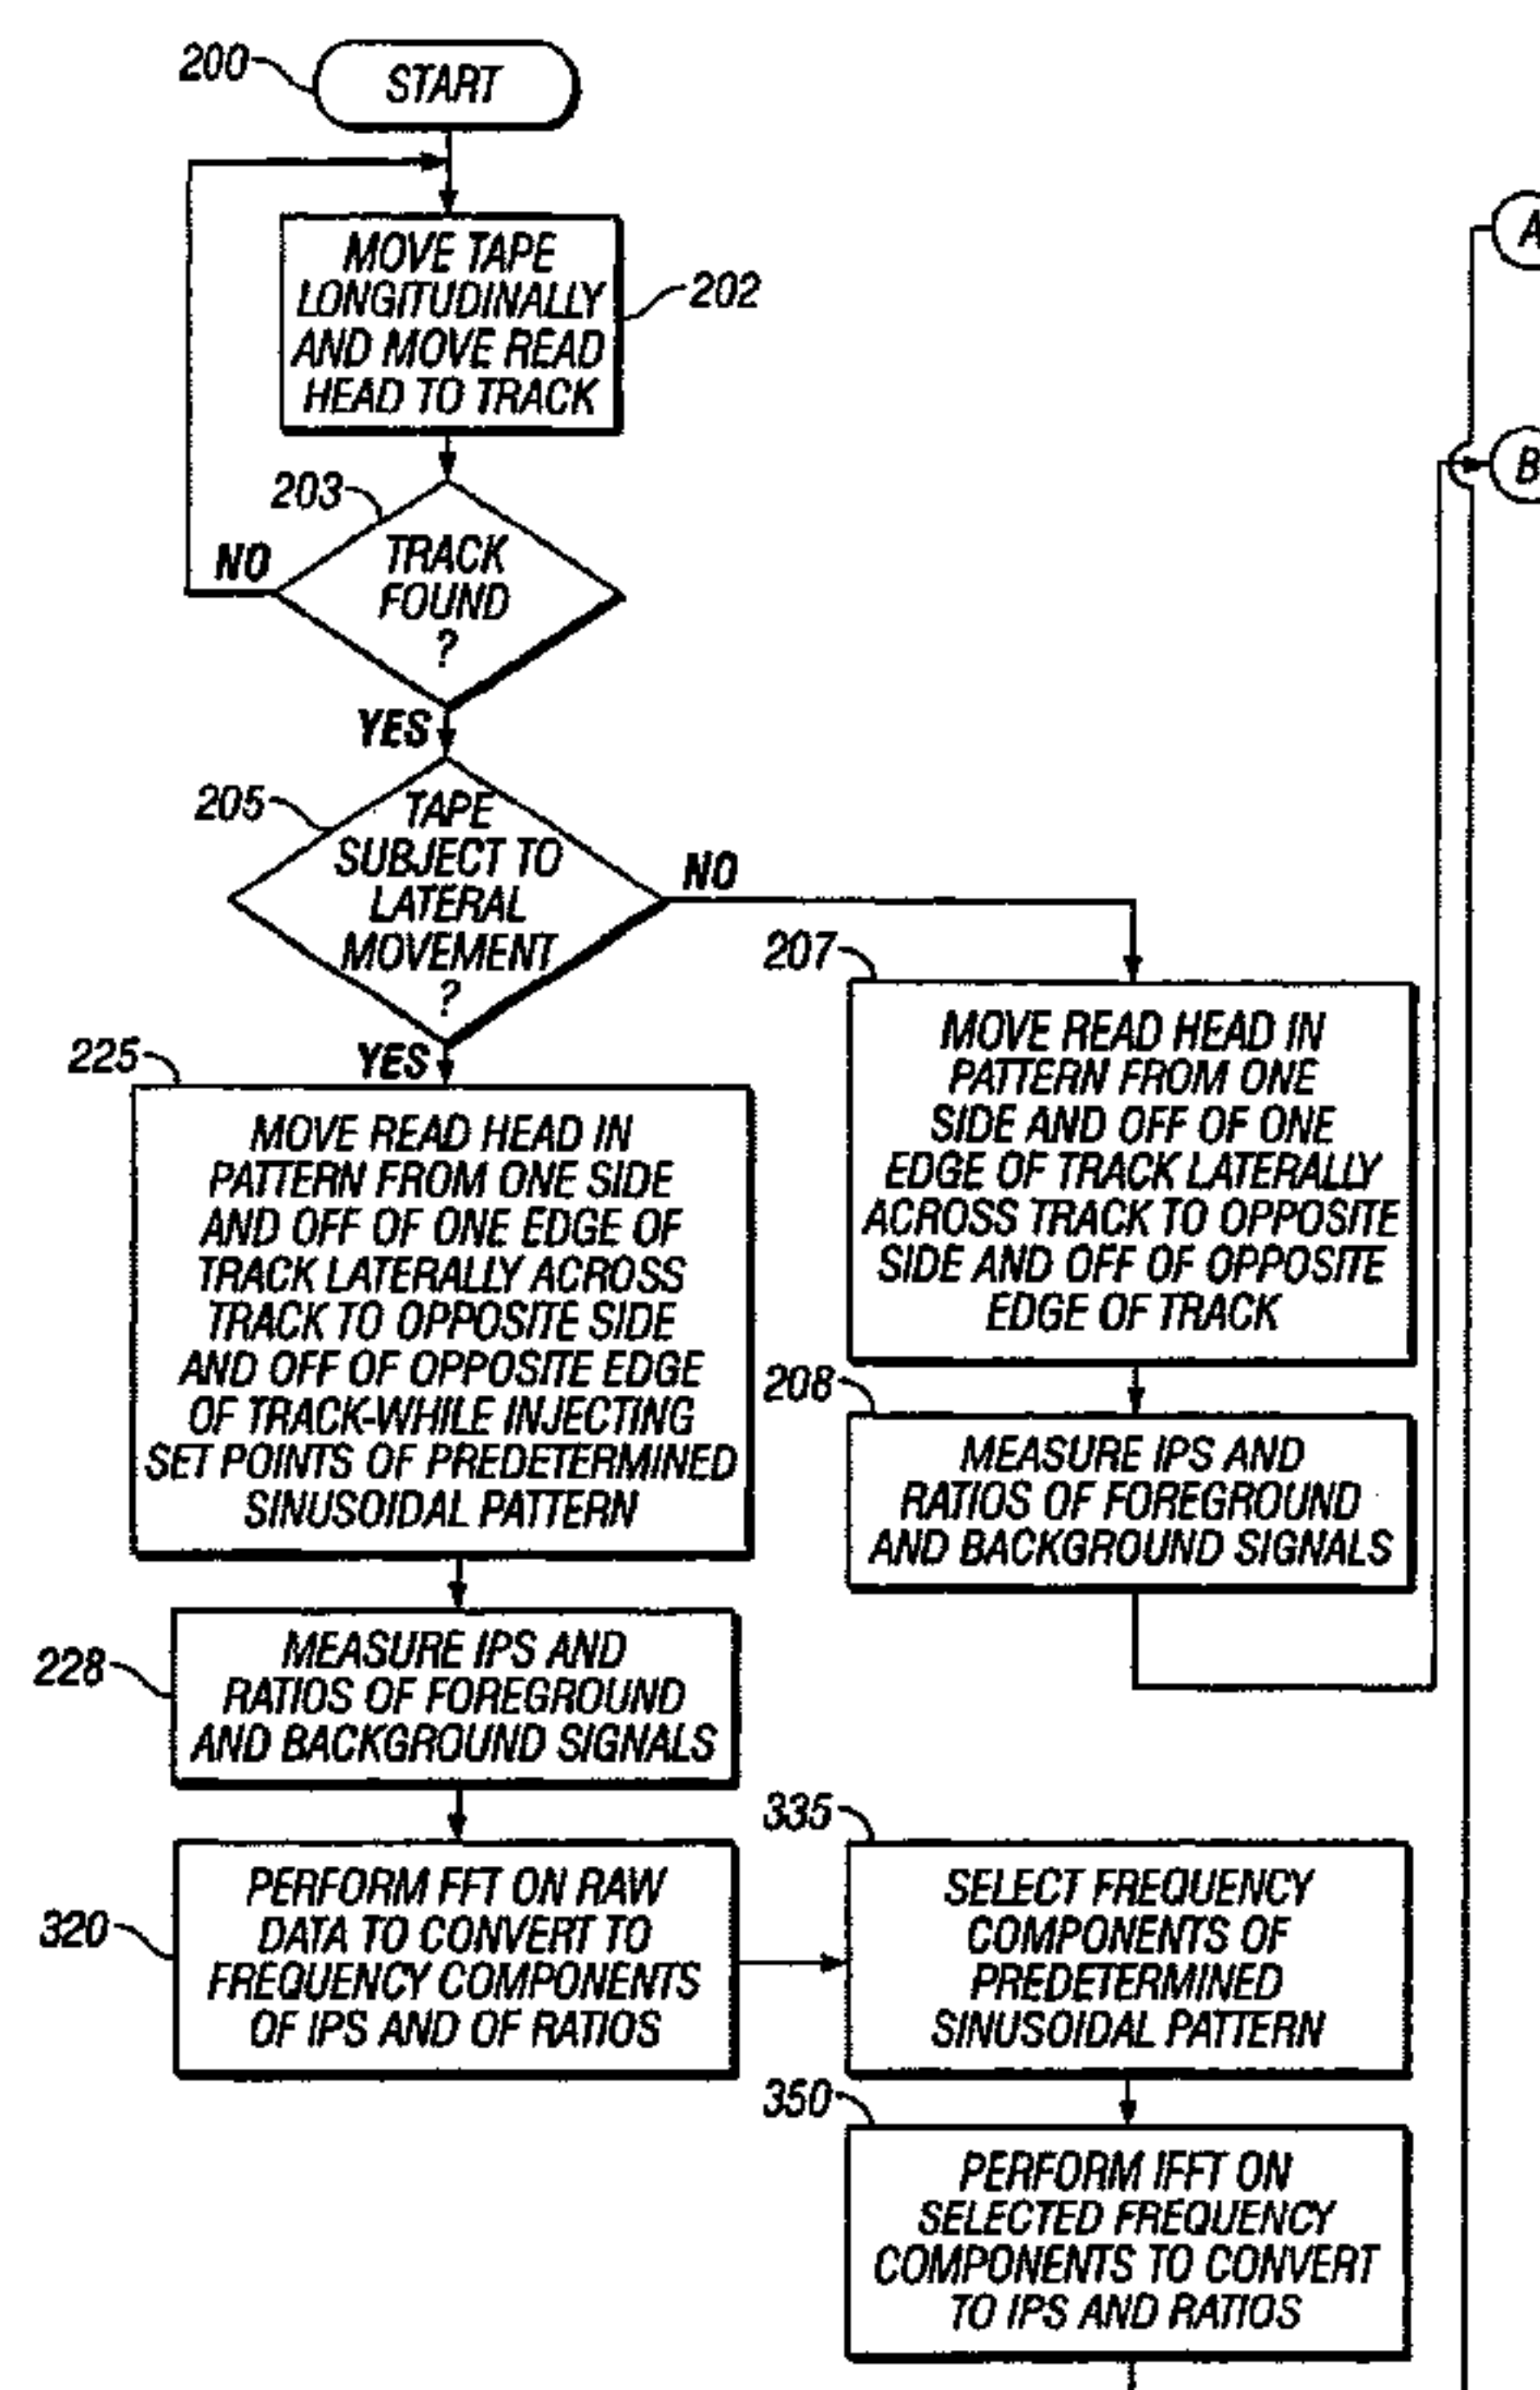 200
START
MOVE TAPE
LONGITUDINALLY
AND MOVE READ
HEAD TO TRACK
202
203
TRACK
FOUND
?
NO
YES
205
TAPE
SUBJECT TO
LATERAL
MOVEMENT
?
NO
YES
207
MOVE READ HEAD IN
PATTERN FROM ONE
SIDE AND OFF OF ONE
EDGE OF TRACK LATERALLY
ACROSS TRACK TO OPPOSITE
SIDE AND OFF OF OPPOSITE
EDGE OF TRACK
208
MEASURE IPS AND
RATIOS OF FOREGROUND
AND BACKGROUND SIGNALS
225
MOVE READ HEAD IN
PATTERN FROM ONE SIDE
AND OFF OF ONE EDGE OF
TRACK LATERALLY ACROSS
TRACK TO OPPOSITE SIDE
AND OFF OF OPPOSITE EDGE
OF TRACK-WHILE INJECTING
SET POINTS OF PREDETERMINED
SINUSOIDAL PATTERN
228
MEASURE IPS AND
RATIOS OF FOREGROUND
AND BACKGROUND SIGNALS
320
PERFORM FFT ON RAW
DATA TO CONVERT TO
FREQUENCY COMPONENTS
OF IPS AND OF RATIOS
335
SELECT FREQUENCY
COMPONENTS OF
PREDETERMINED
SINUSOIDAL PATTERN
350
PERFORM IFFT ON
SELECTED FREQUENCY
COMPONENTS TO CONVERT
TO IPS AND RATIOS
A
B